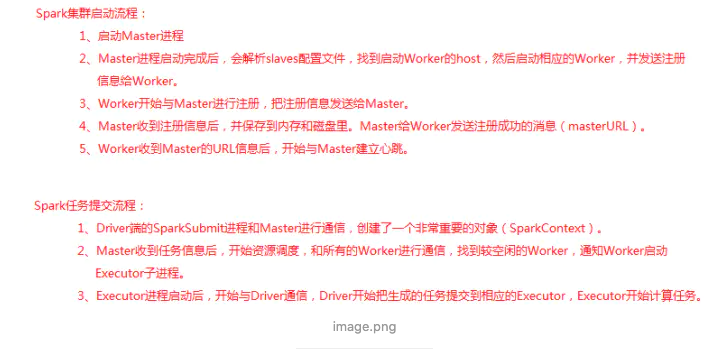 Spark集群启动流程：
1、启动Master进程
2、Master进程启动完成后，会解析slaves配置文件，找到启动Worker的host，然后启动相应的Worker，并发送注册
信息给Worker。
3、Worker开始与Master进行注册，把注册信息发送给Master。
4、Master收到注册信息后，并保存到内存和磁盘里。Master给Worker发送注册成功的消息（masterURL）。
5、Worker收到Master的URL信息后，开始与Master建立心跳。
Spark任务提交流程：
1、Driver端的SparkSubmit进程和Master进行通信，创建了一个非常重要的对象（SparkContext）。
2、Master收到任务信息后，开始资源调度，和所有的Worker进行通信，找到较空闲的Worker，通知Worker启动
Executor子进程。
3、Executor进程启动后，开始与Driver通信，Driver开始把生成的任务提交到相应的Executor，Executor开始计算任务。
image.png